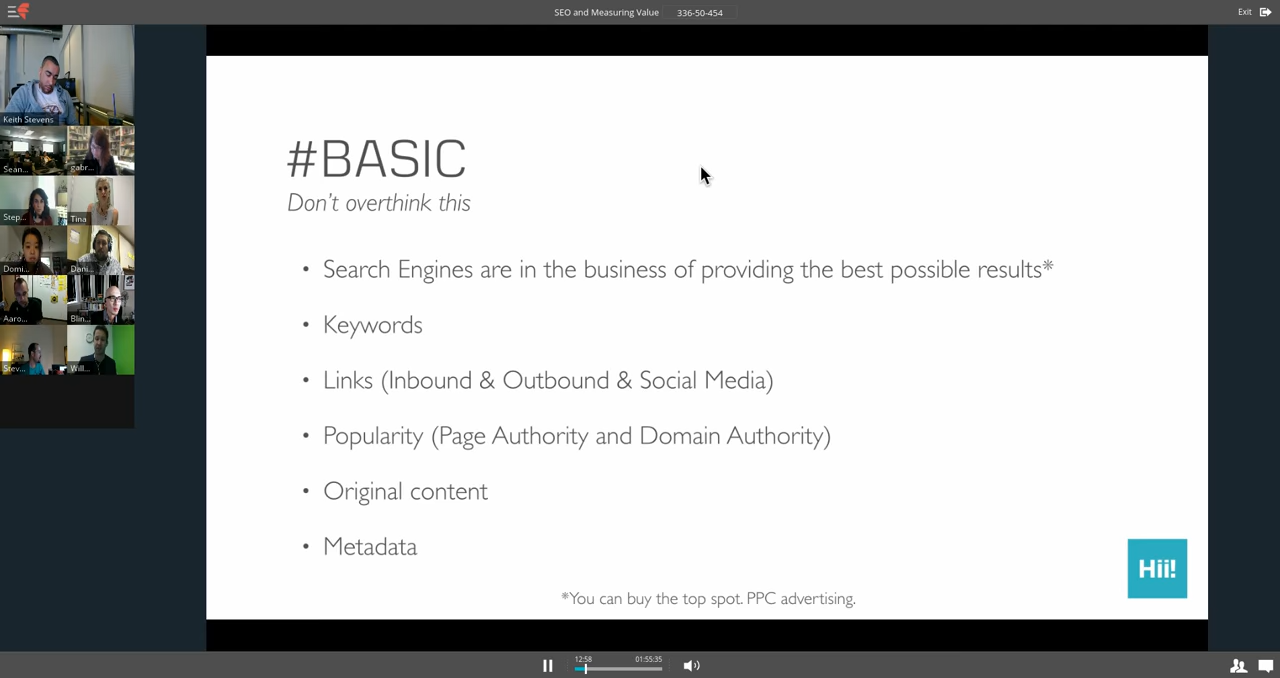 SEO and Measuring Value 336-50-454
Exit
Keith Stevens
Sean...
gabr...
Step...
Tina
Domi...
Dani...
Aaro...
Blin...
Stev...
Will...
#BASIC
Don't overthink this
• Search Engines are in the business of providing the best possible results*
• Keywords
• Links (Inbound & Outbound & Social Media)
• Popularity (Page Authority and Domain Authority)
• Original content
• Metadata
Hii!
*You can buy the top spot. PPC advertising.
12:58
01:55:35